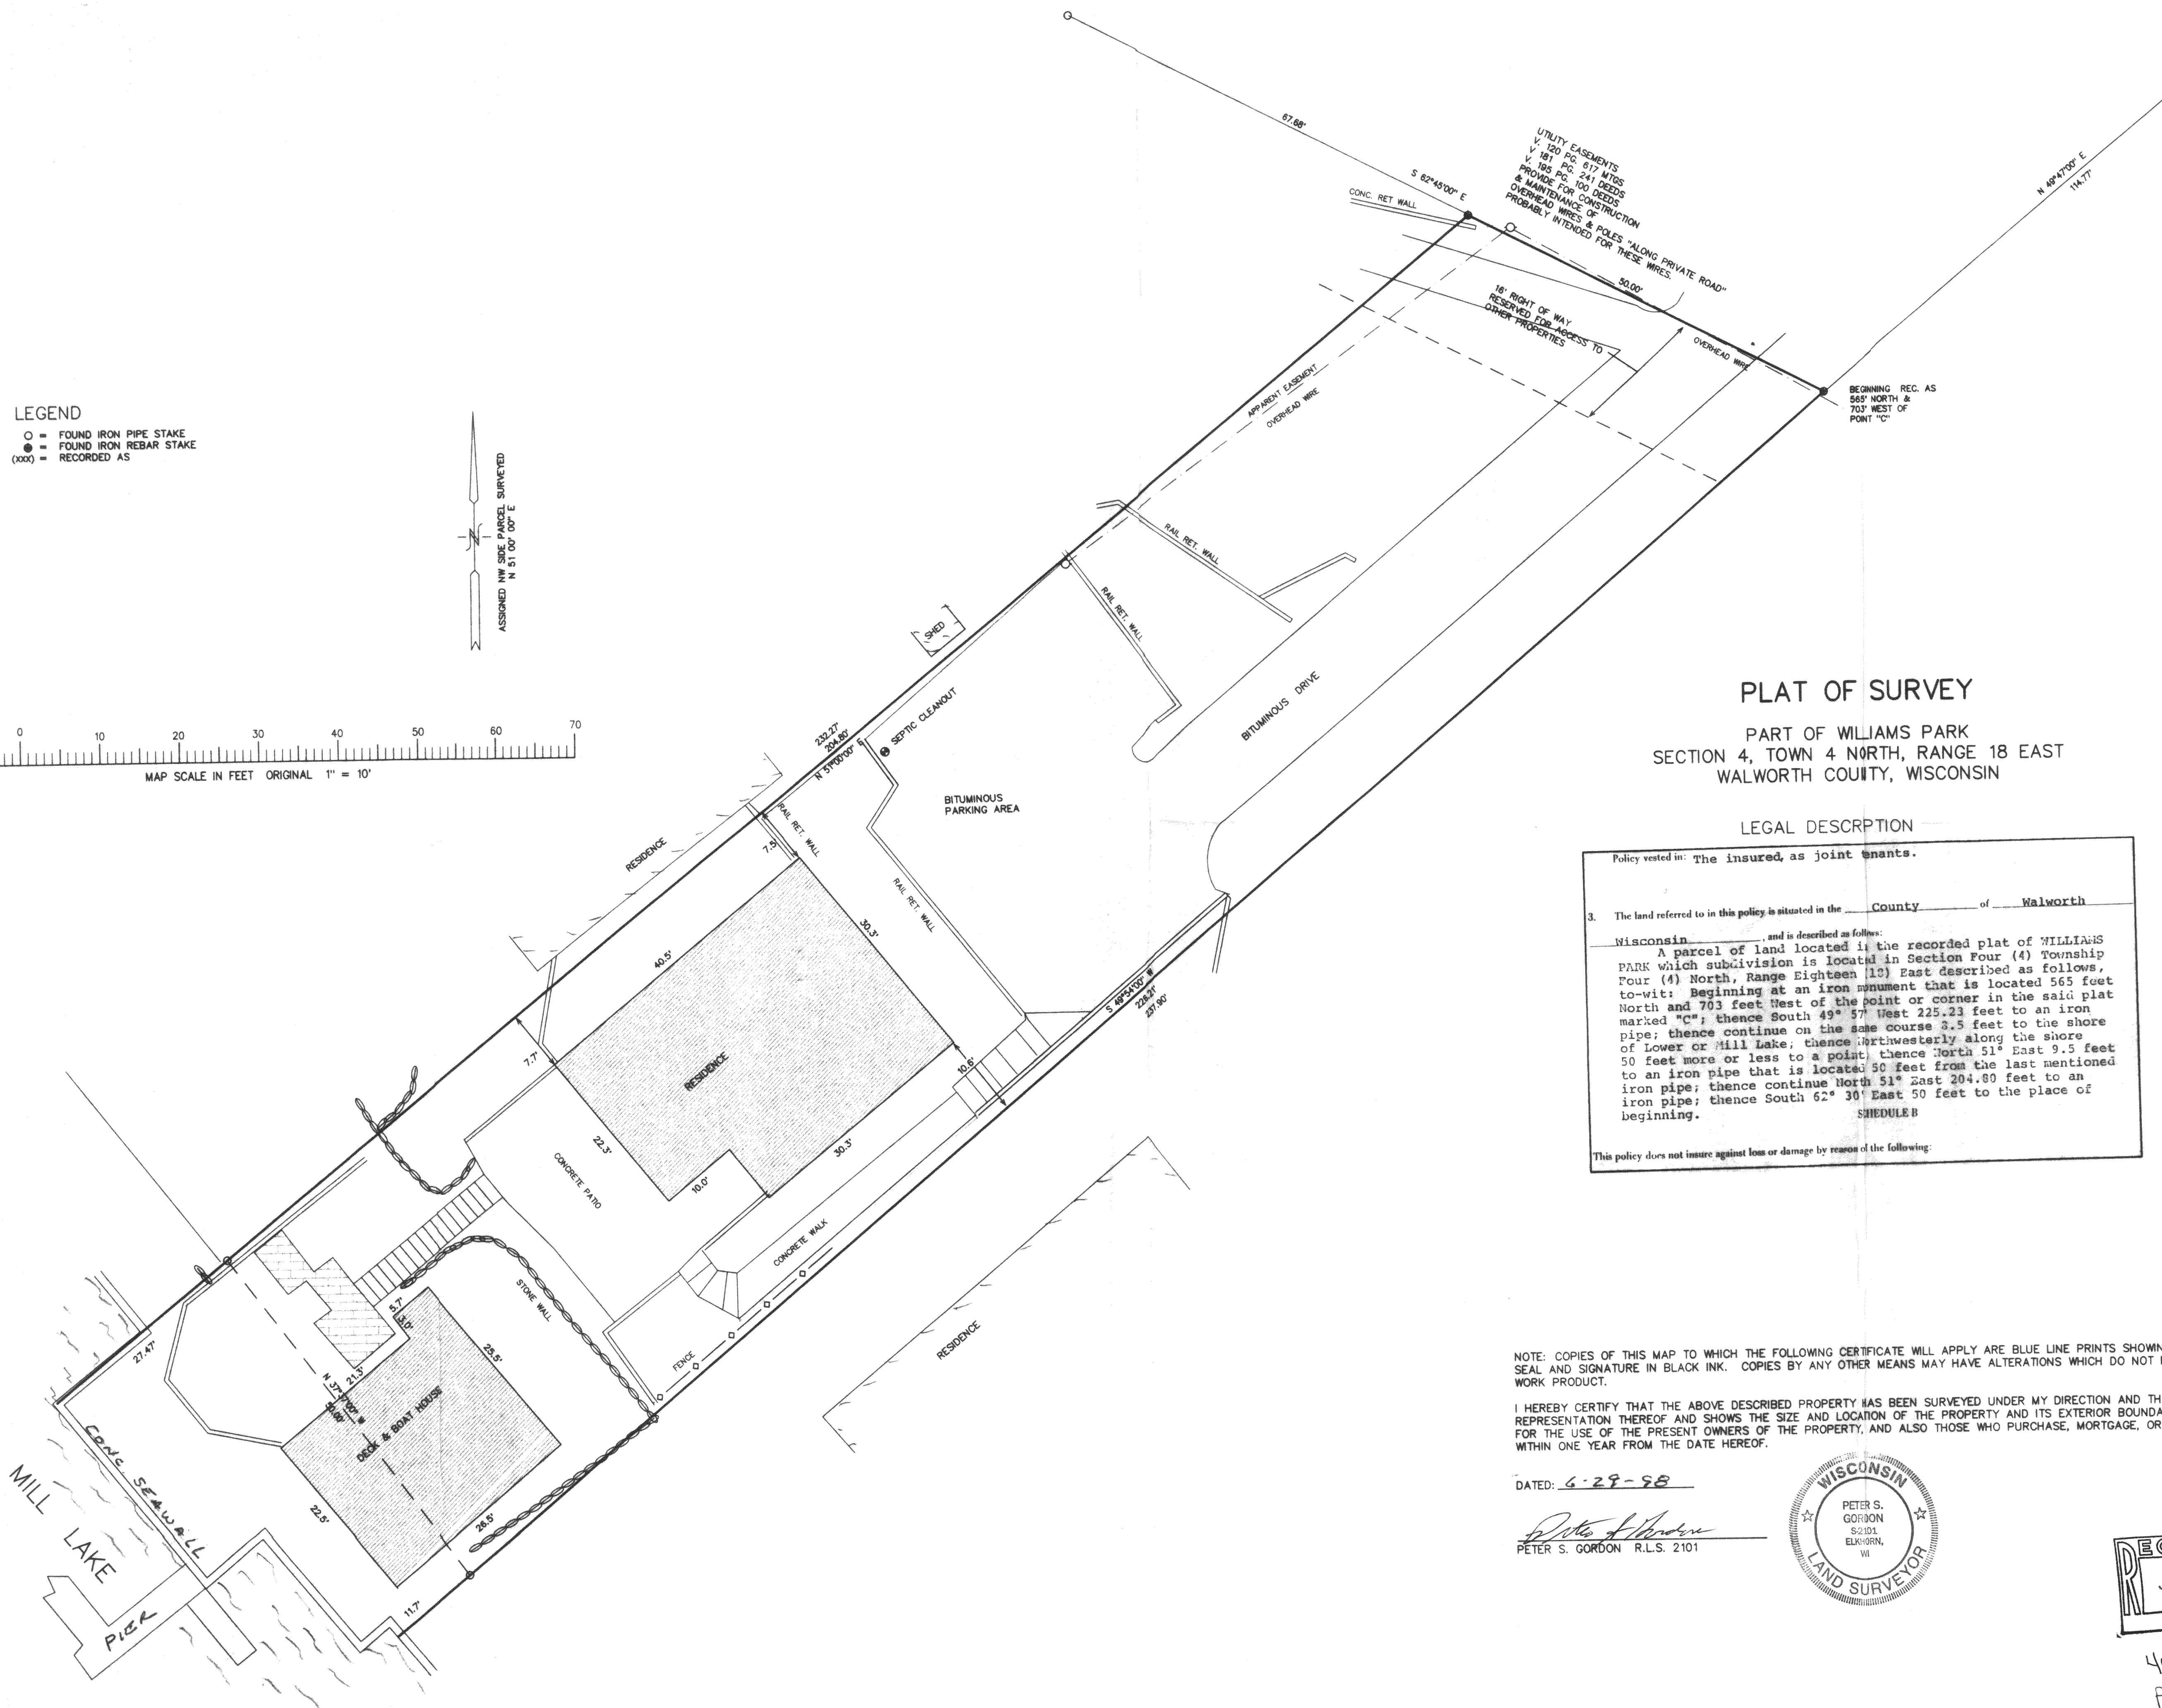 67.68'
S 62°45'00" E
CONC. RET WALL
UTILITY EASEMENTS
V. 120 PG. 617 MTGS
V 181 PG. 241 DEEDS
V. 195 PG. 100 DEEDS
PROVIDE FOR CONSTRUCTION
& MAINTENANCE OF
OVERHEAD WIRES & POLES "ALONG PRIVATE ROAD"
PROBABLY INTENDED FOR THESE WIRES.
N 49°47'00" E
114.77'
50.00'
16' RIGHT OF WAY
RESERVED FOR ACCESS TO
OTHER PROPERTIES
OVERHEAD WIRE
BEGINNING REC. AS
565' NORTH &
703' WEST OF
POINT "C"
APPARENT EASEMENT
OVERHEAD WIRE
LEGEND
= FOUND IRON PIPE STAKE
= FOUND IRON REBAR STAKE
(xxx) = RECORDED AS
N
ASSIGNED NW SIDE PARCEL SURVEYED
N 51 00' 00" E
RAIL RET. WALL
RAIL RET. WALL
SHED
0 10 20 30 40 50 60 70
MAP SCALE IN FEET ORIGINAL 1" = 10'
SEPTIC CLEANOUT
232.27'
204.80'
N 51°00'00" E
BITUMINOUS DRIVE
BITUMINOUS
PARKING AREA
RAIL RET. WALL
7.5'
RESIDENCE
RAIL RET. WALL
30.3'
40.5'
S 49°54'00" W
226.21'
237.90'
7.7'
RESIDENCE
10.6'
22.3'
10.0'
30.3'
CONCRETE PATIO
CONCRETE WALK
STONE WALL
FENCE
RESIDENCE
5.7'
3.0'
25.5'
27.47'
21.3'
N 37°37'00" W
50.00'
DECK & BOAT HOUSE
CONC. SEAWALL
MILL
LAKE
22.5'
26.5'
11.7'
PIER
PLAT OF SURVEY
PART OF WILLIAMS PARK
SECTION 4, TOWN 4 NORTH, RANGE 18 EAST
WALWORTH COUNTY, WISCONSIN
LEGAL DESCRPTION
Policy vested in: The insured, as joint tenants.
3. The land referred to in this policy is situated in the County of Walworth
Wisconsin, and is described as follows:
A parcel of land located in the recorded plat of WILLIAMS
PARK which subdivision is located in Section Four (4) Township
Four (4) North, Range Eighteen (18) East described as follows,
to-wit: Beginning at an iron monument that is located 565 feet
North and 703 feet West of the point or corner in the said plat
marked "C"; thence South 49° 57' West 225.23 feet to an iron
pipe; thence continue on the same course 3.5 feet to the shore
of Lower or Mill Lake; thence Northwesterly along the shore
50 feet more or less to a point, thence North 51° East 9.5 feet
to an iron pipe that is located 50 feet from the last mentioned
iron pipe; thence continue North 51° East 204.80 feet to an
iron pipe; thence South 62° 30' East 50 feet to the place of
beginning.
SCHEDULE B
This policy does not insure against loss or damage by reason of the following:
NOTE: COPIES OF THIS MAP TO WHICH THE FOLLOWING CERTIFICATE WILL APPLY ARE BLUE LINE PRINTS SHOWIN
SEAL AND SIGNATURE IN BLACK INK. COPIES BY ANY OTHER MEANS MAY HAVE ALTERATIONS WHICH DO NOT
WORK PRODUCT.
I HEREBY CERTIFY THAT THE ABOVE DESCRIBED PROPERTY HAS BEEN SURVEYED UNDER MY DIRECTION AND TH
REPRESENTATION THEREOF AND SHOWS THE SIZE AND LOCATION OF THE PROPERTY AND ITS EXTERIOR BOUNDA
FOR THE USE OF THE PRESENT OWNERS OF THE PROPERTY, AND ALSO THOSE WHO PURCHASE, MORTGAGE, OR
WITHIN ONE YEAR FROM THE DATE HEREOF.
DATED: 6-29-98
Peter S Gordon
PETER S. GORDON R.L.S. 2101
WISCONSIN
PETER S.
GORDON
S-2101
ELKHORN,
WI
LAND SURVEYOR